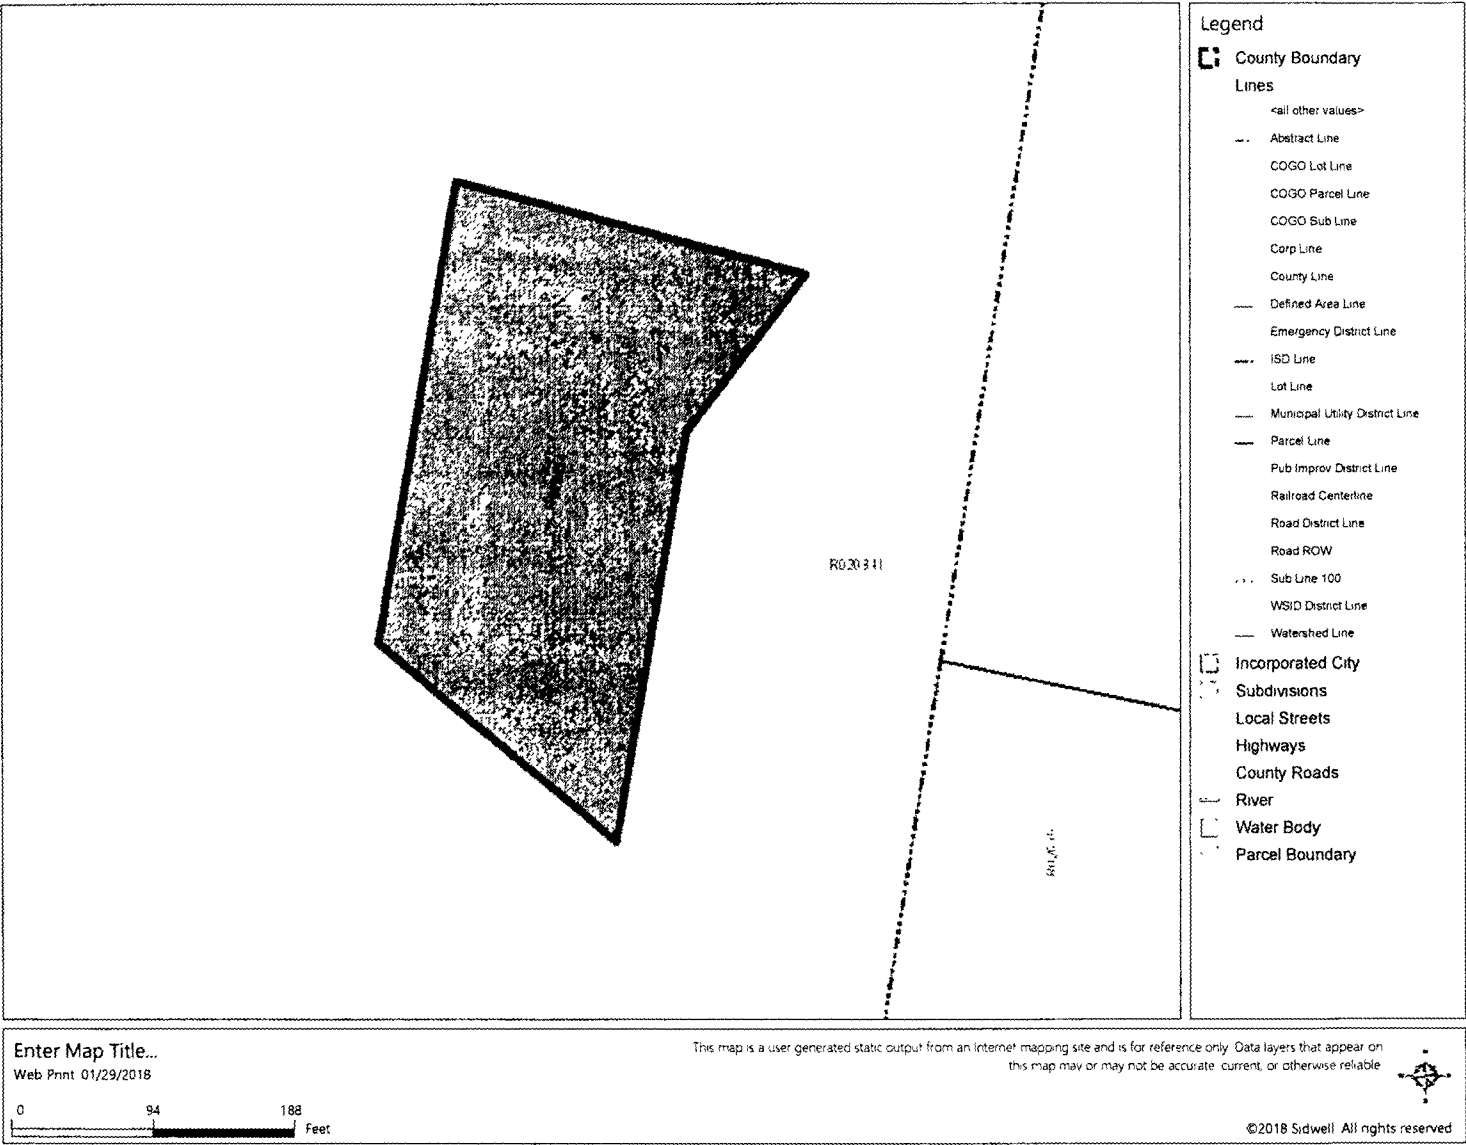 Legend
County Boundary
Lines
<all other values>
Abstract Line
COGO Lot Line
COGO Parcel Line
COGO Sub Line
Corp Line
County Line
Defined Area Line
Emergency District Line
ISD Line
Lot Line
Municipal Utility District Line
Parcel Line
Pub Improv District Line
Railroad Centerline
Road District Line
Road ROW
Sub Line 100
WSID District Line
Watershed Line
Incorporated City
Subdivisions
Local Streets
Highways
County Roads
River
Water Body
Parcel Boundary
Enter Map Title...
Web Print 01/29/2018
0 94 188
Feet
This map is a user generated static output from an Internet mapping site and is for reference only Data layers that appear on
this map may or may not be accurate current, or otherwise reliable
©2018 Sidwell All rights reserved